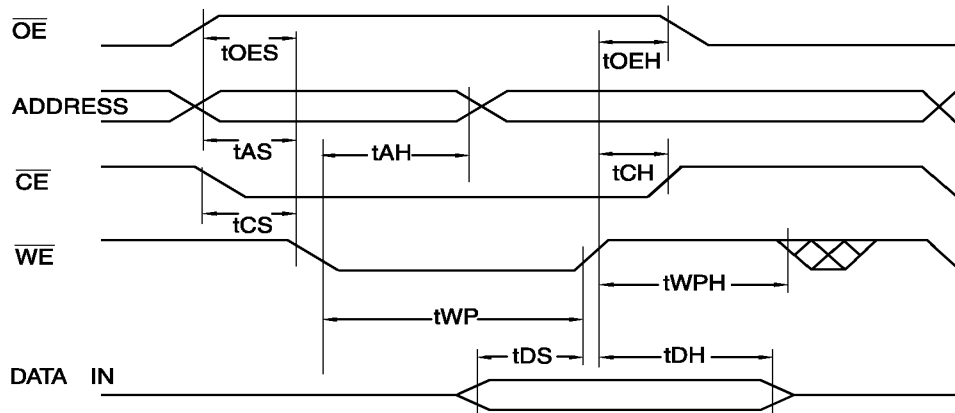 OE
tOES
tOEH
ADDRESS
tAS
tAH
tCH
CE
tCS
WE
tWPH
tWP
tDS
tDH
DATA IN